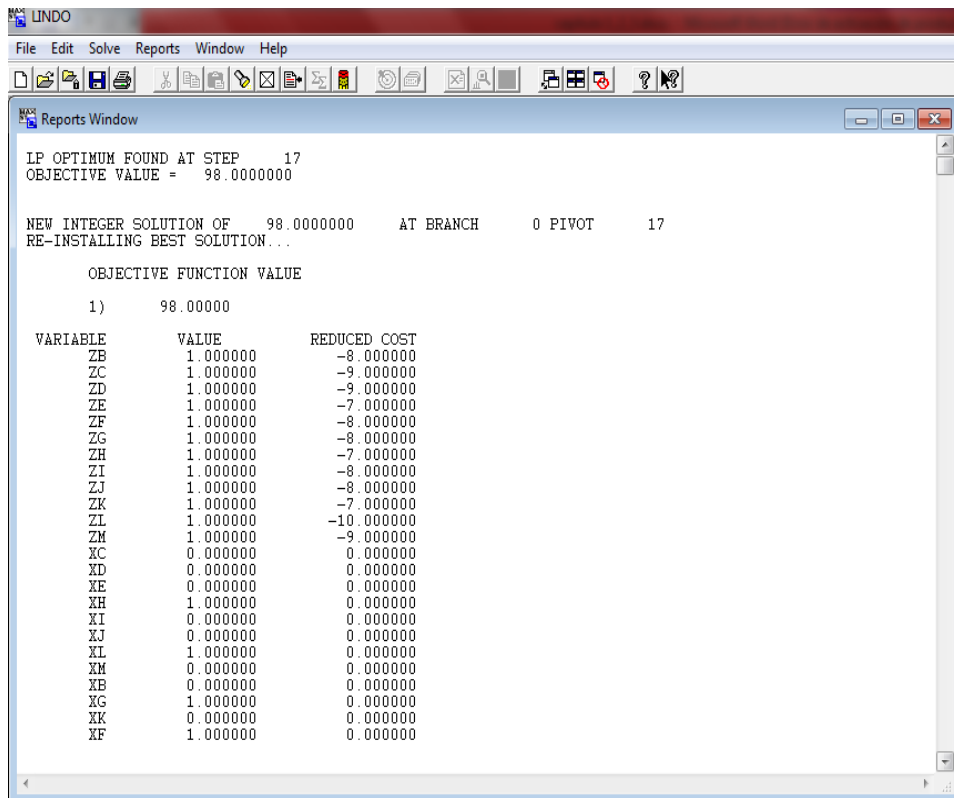 LINDO
File Edit Solve Reports Window Help
Reports Window
LP OPTIMUM FOUND AT STEP 17
OBJECTIVE VALUE = 98.0000000
NEW INTEGER SOLUTION OF 98.0000000 AT BRANCH 0 PIVOT 17
RE-INSTALLING BEST SOLUTION...
OBJECTIVE FUNCTION VALUE
1) 98.00000
VARIABLE VALUE REDUCED COST
ZB 1.000000 -8.000000
ZC 1.000000 -9.000000
ZD 1.000000 -9.000000
ZE 1.000000 -7.000000
ZF 1.000000 -8.000000
ZG 1.000000 -8.000000
ZH 1.000000 -7.000000
ZI 1.000000 -8.000000
ZJ 1.000000 -8.000000
ZK 1.000000 -7.000000
ZL 1.000000 -10.000000
ZM 1.000000 -9.000000
XC 0.000000 0.000000
XD 0.000000 0.000000
XE 0.000000 0.000000
XH 1.000000 0.000000
XI 0.000000 0.000000
XJ 0.000000 0.000000
XL 1.000000 0.000000
XM 0.000000 0.000000
XB 0.000000 0.000000
XG 1.000000 0.000000
XK 0.000000 0.000000
XF 1.000000 0.000000